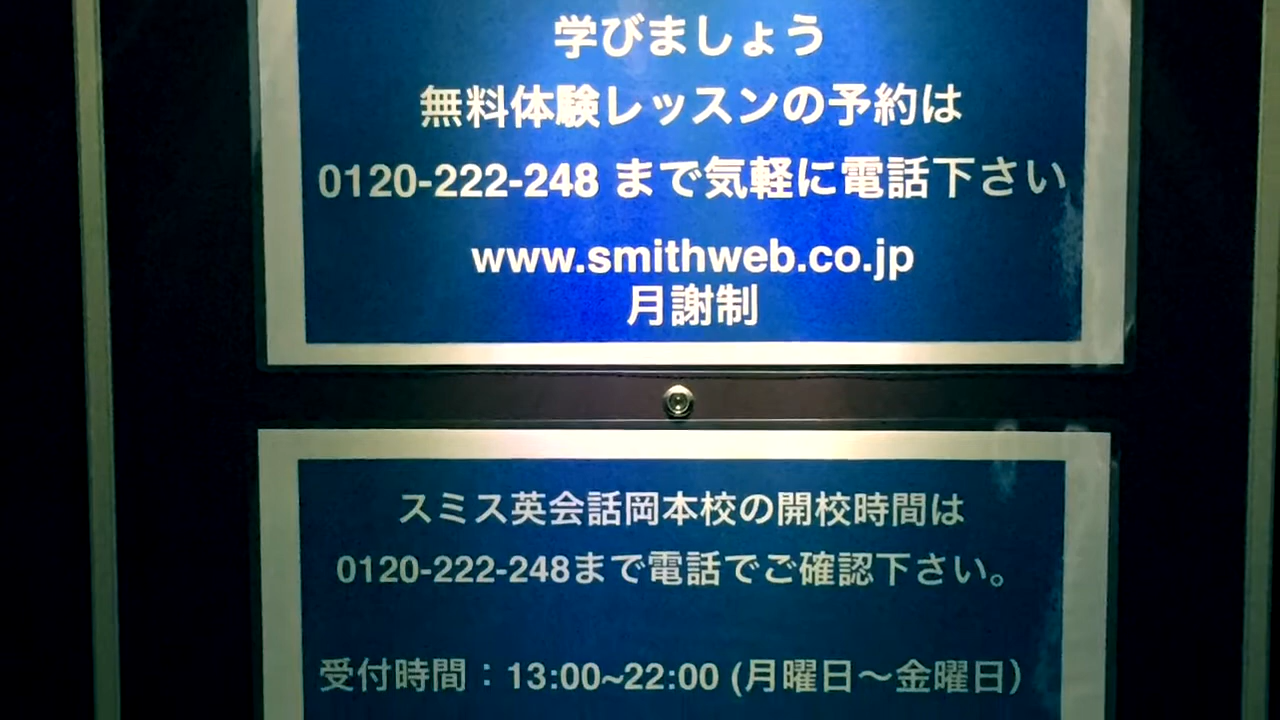 学びましょう
無料体験レッスンの予約は
0120-222-248 まで気軽に電話下さい
www.smithweb.co.jp
月謝制
スミス英会話岡本校の開校時間は
0120-222-248まで電話でご確認下さい。
受付時間：13:00~22:00 (月曜日〜金曜日）